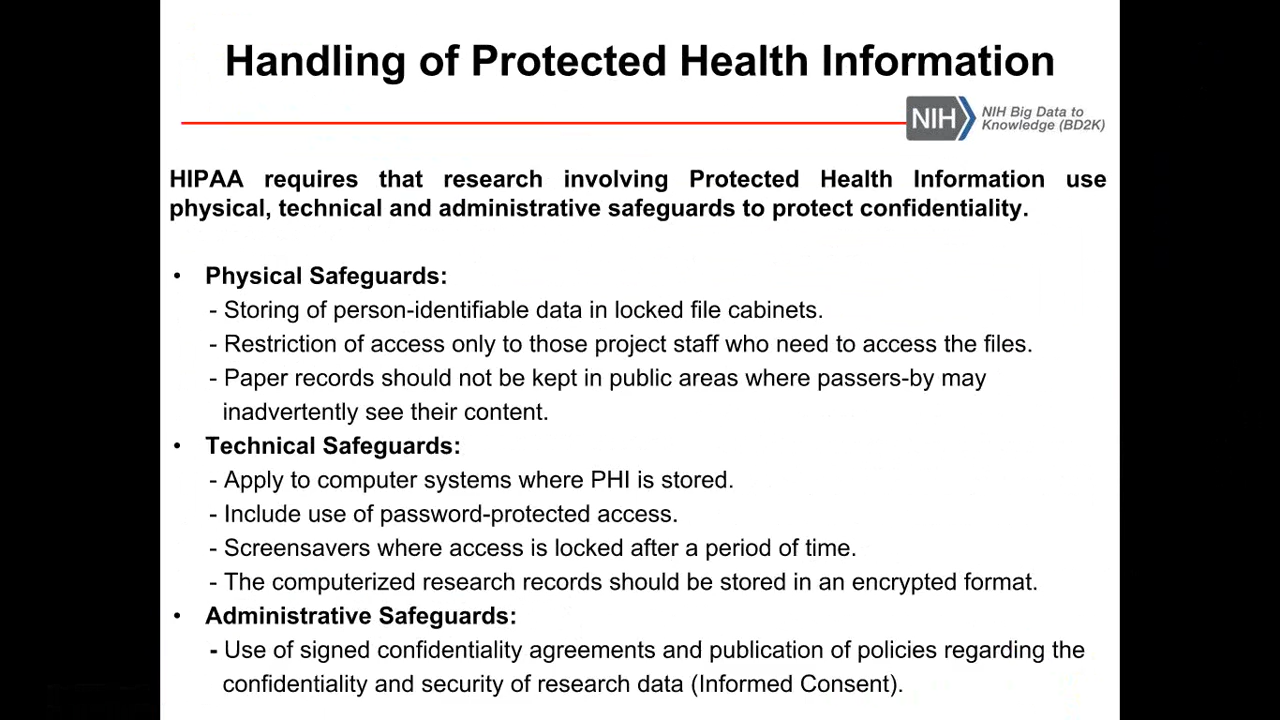 Handling of Protected Health Information
NIH
NIH Big Data to
Knowledge (BD2K)
HIPAA requires that research involving Protected Health Information use
physical, technical and administrative safeguards to protect confidentiality.
• Physical Safeguards:
- Storing of person-identifiable data in locked file cabinets.
- Restriction of access only to those project staff who need to access the files.
- Paper records should not be kept in public areas where passers-by may
inadvertently see their content.
• Technical Safeguards:
- Apply to computer systems where PHI is stored.
- Include use of password-protected access.
- Screensavers where access is locked after a period of time.
- The computerized research records should be stored in an encrypted format.
• Administrative Safeguards:
- Use of signed confidentiality agreements and publication of policies regarding the
confidentiality and security of research data (Informed Consent).